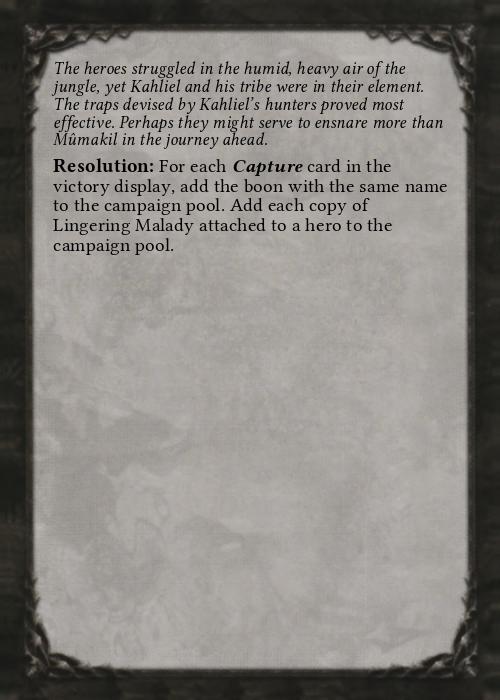 The heroes struggled in the humid, heavy air of the
jungle, yet Kahliel and his tribe were in their element.
The traps devised by Kahliel's hunters proved most
effective. Perhaps they might serve to ensnare more than
Mûmakil in the journey ahead.
Resolution: For each Capture card in the
victory display, add the boon with the same name
to the campaign pool. Add each copy of
Lingering Malady attached to a hero to the
campaign pool.